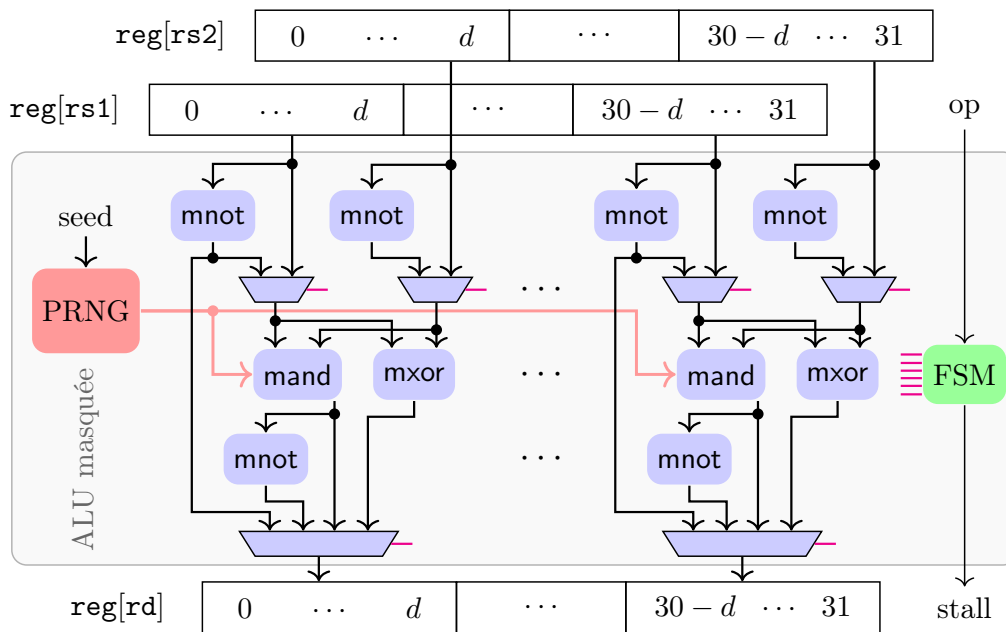 reg[rs2] 0 ⋯ d ⋯ 30 − d ⋯ 31
reg[rs1] 0 ⋯ d ⋯ 30 − d ⋯ 31 op
mnot mnot mnot mnot
seed
PRNG ⋯
mand mxor ⋯ mand mxor FSM
ALU masquée
mnot ⋯ mnot
reg[rd] 0 ⋯ d ⋯ 30 − d ⋯ 31 stall